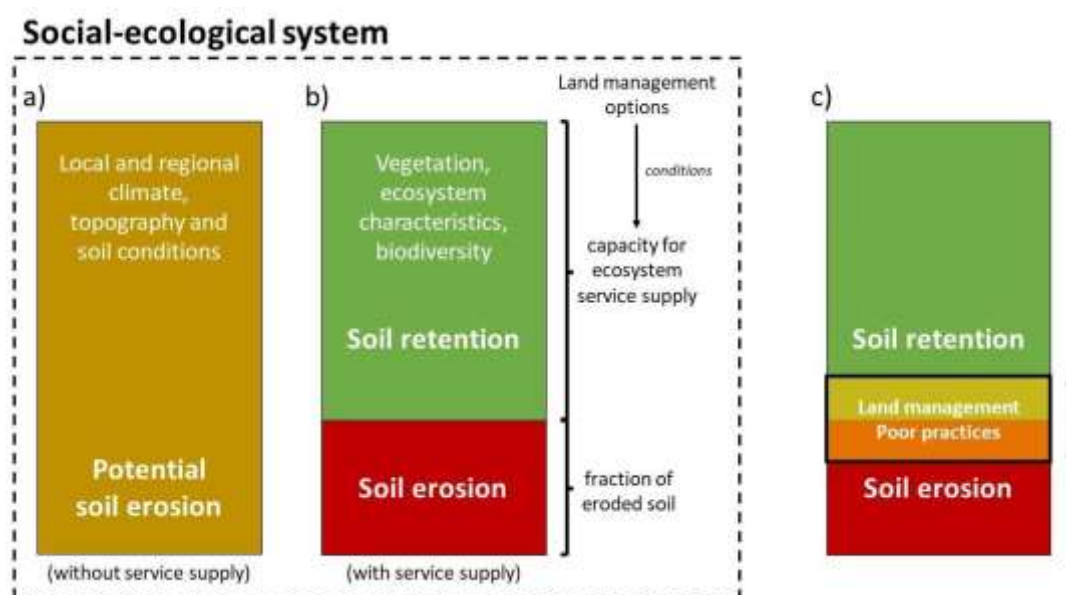 Social-ecological system
a)
Local and regional
climate,
topography and
soil conditions
Potential
soil erosion
(without service supply)
b)
Vegetation,
ecosystem
characteristics,
biodiversity
Soil retention
Soil erosion
(with service supply)
Land management
options
conditions
capacity for
ecosystem
service supply
fraction of
eroded soil
c)
Soil retention
Land management
Poor practices
Soil erosion